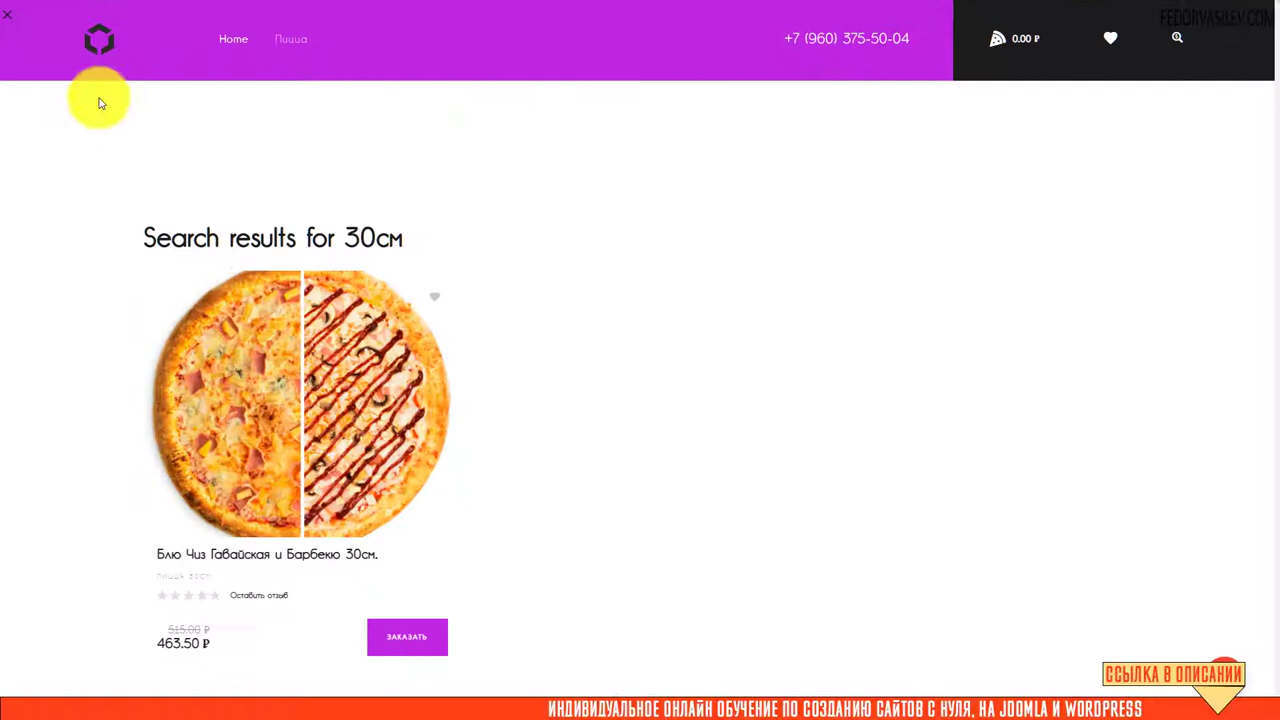 FEDORVASILEV.COM
Home Пицца +7 (960) 375-50-04 0.00 ₽
Search results for 30см
Блю Чиз Гавайская и Барбекю 30см.
ПИЦЦА 30СМ
Оставить отзыв
515.00 ₽
463.50 ₽
ЗАКАЗАТЬ
ССЫЛКА В ОПИСАНИИ
ИНДИВИДУАЛЬНОЕ ОНЛАЙН ОБУЧЕНИЕ ПО СОЗДАНИЮ САЙТОВ С НУЛЯ, НА JOOMLA И WORDPRESS